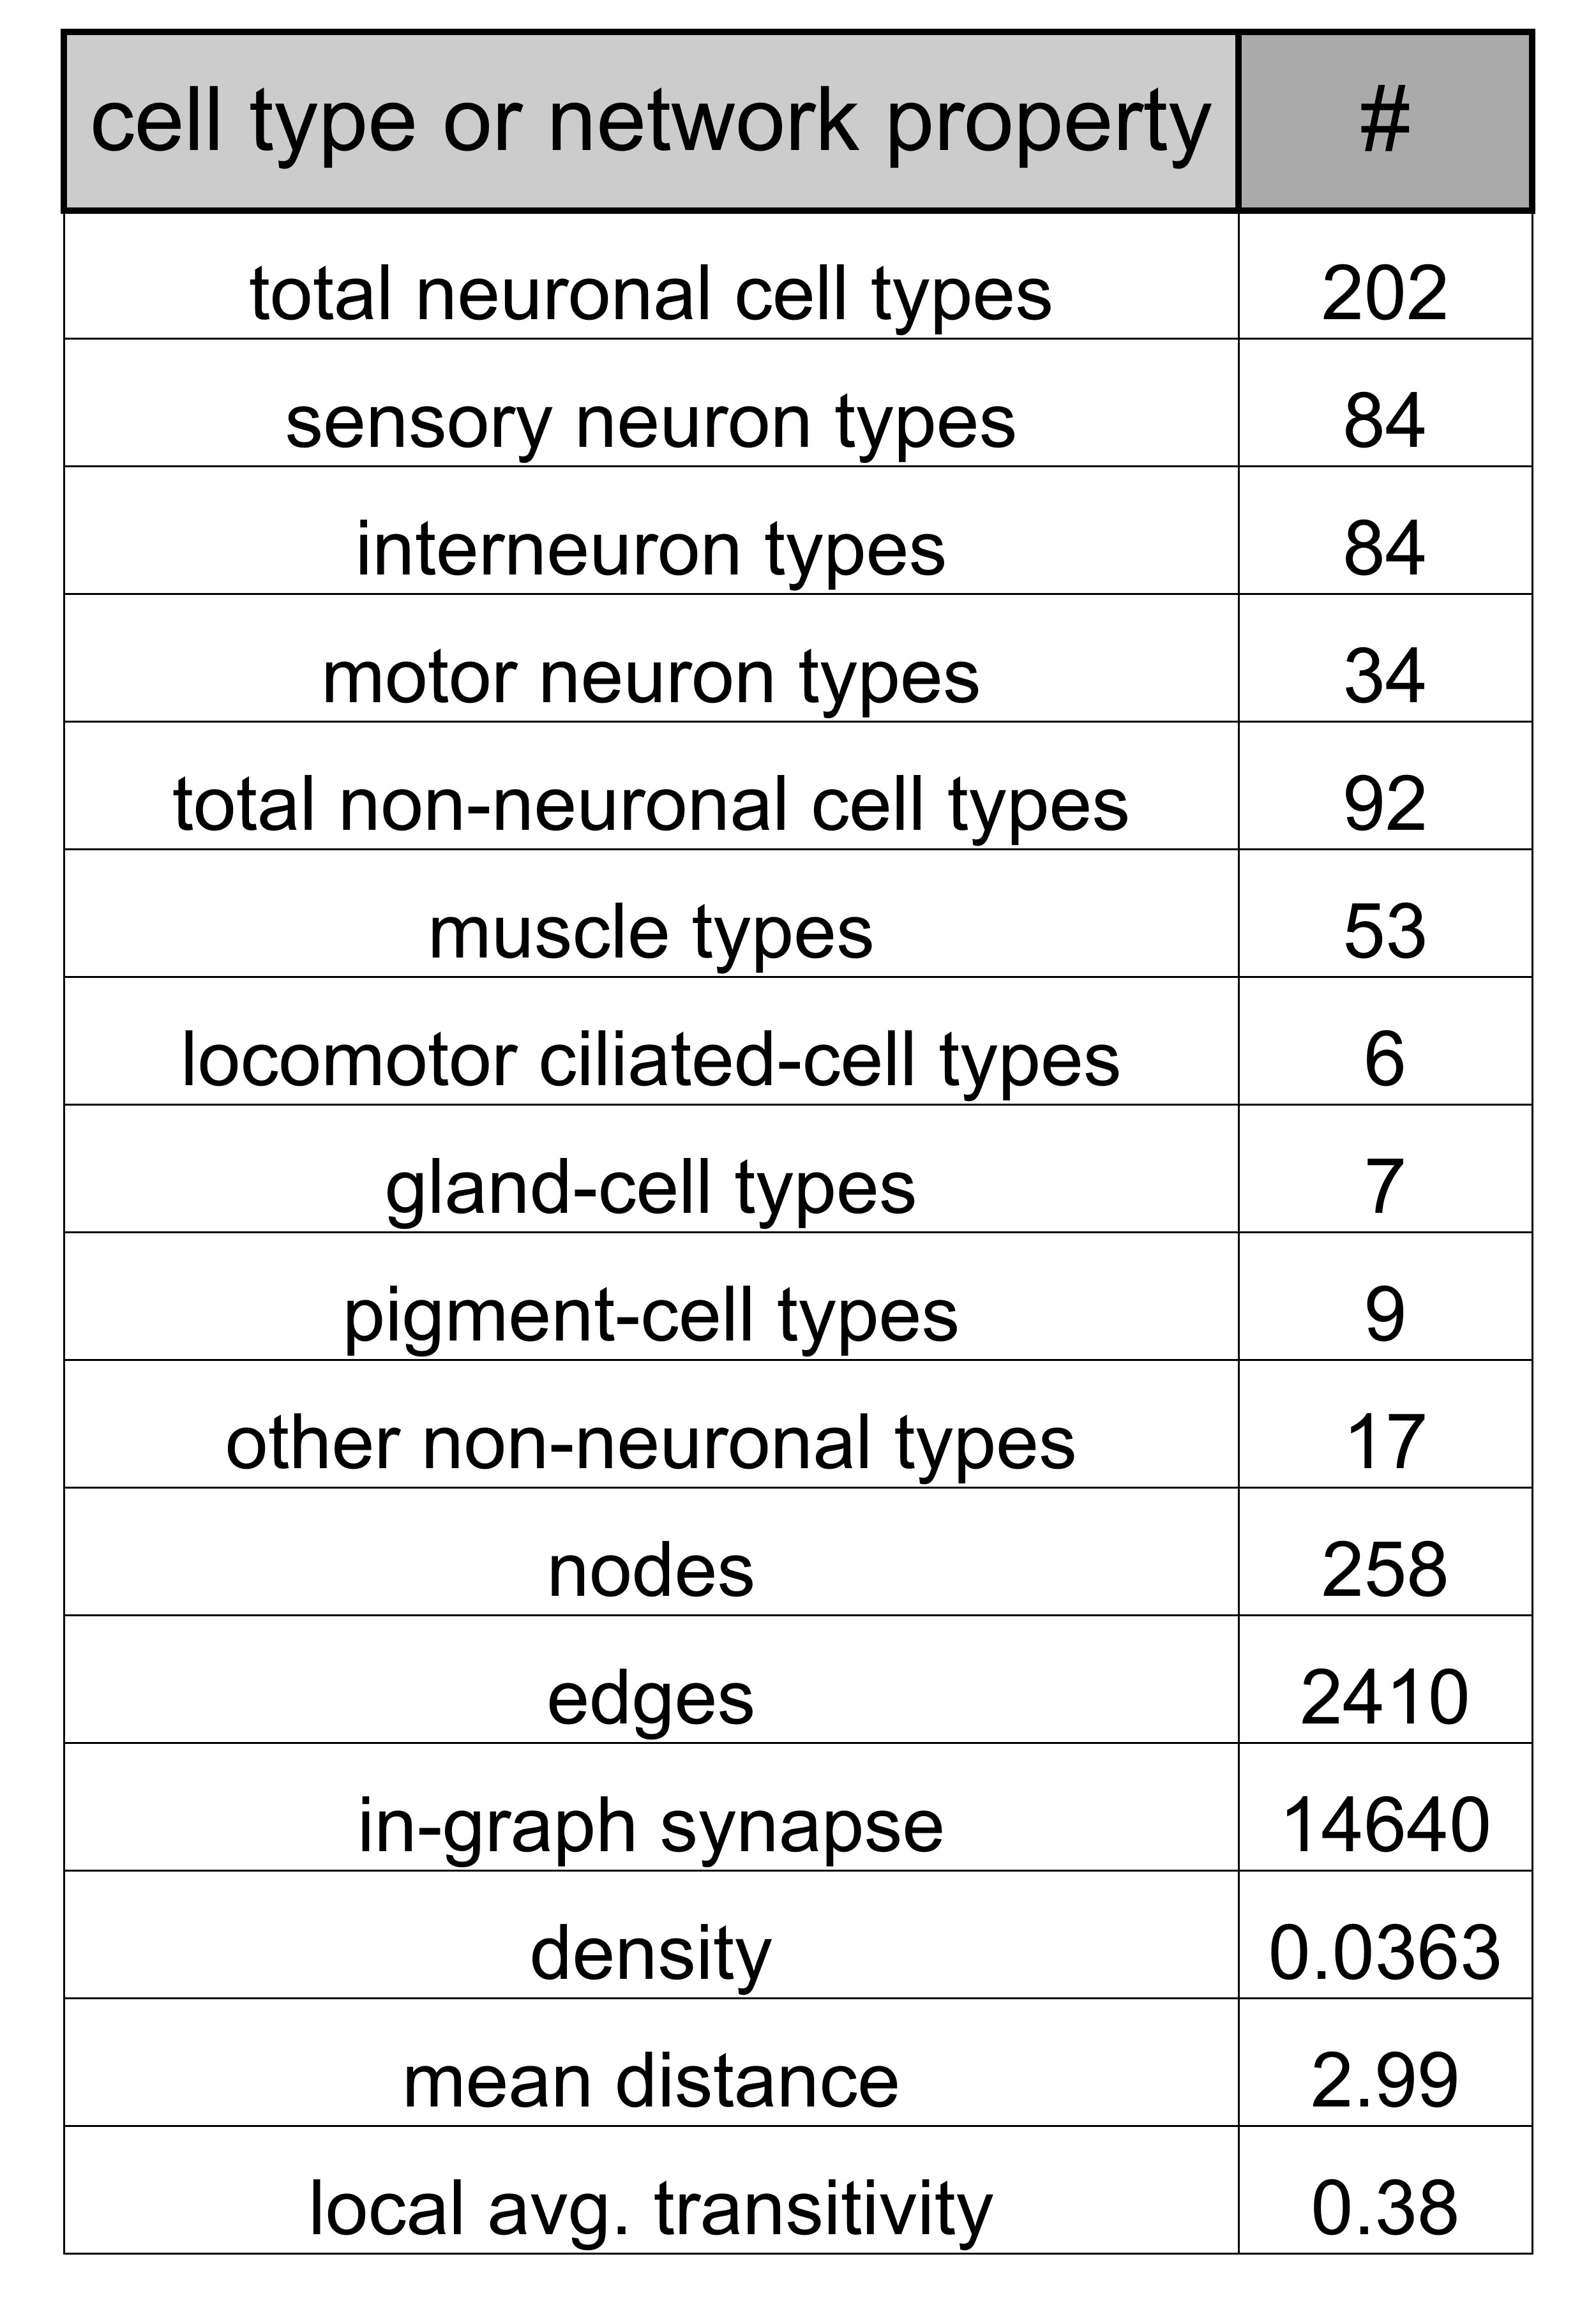 cell type or network property #
total neuronal cell types 202
sensory neuron types 84
interneuron types 84
motor neuron types 34
total non-neuronal cell types 92
muscle types 53
locomotor ciliated-cell types 6
gland-cell types 7
pigment-cell types 9
other non-neuronal types 17
nodes 258
edges 2410
in-graph synapse 14640
density 0.0363
mean distance 2.99
local avg. transitivity 0.38